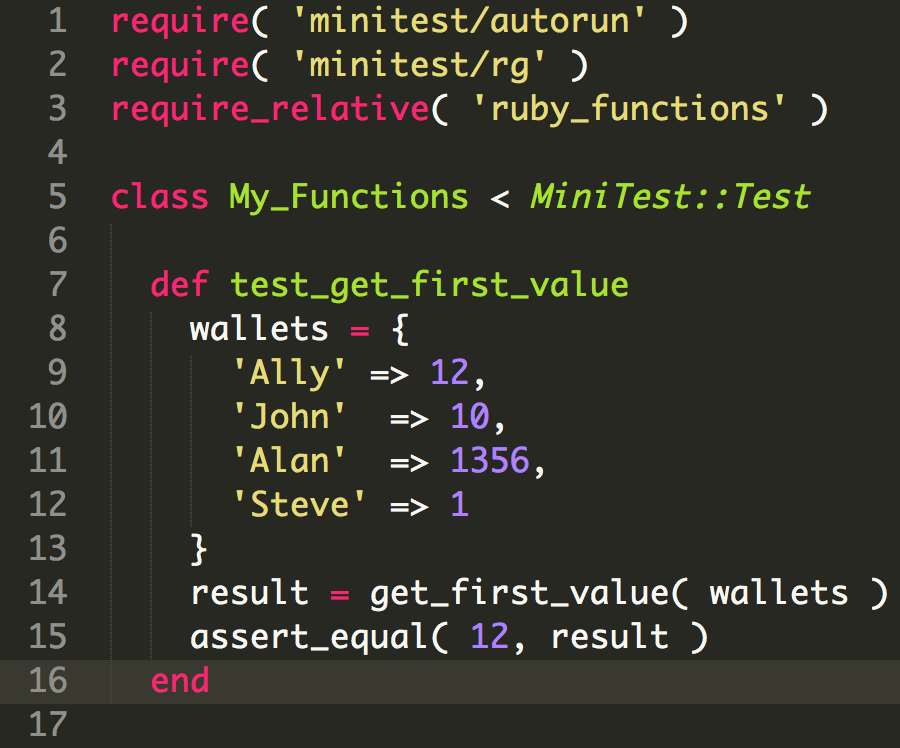 1 require( 'minitest/autorun' )
2 require( 'minitest/rg' )
3 require_relative( 'ruby_functions' )
4
5 class My_Functions < MiniTest::Test
6
7   def test_get_first_value
8     wallets = {
9       'Ally' => 12,
10       'John'  => 10,
11       'Alan'  => 1356,
12       'Steve' => 1
13     }
14     result = get_first_value( wallets )
15     assert_equal( 12, result )
16   end
17